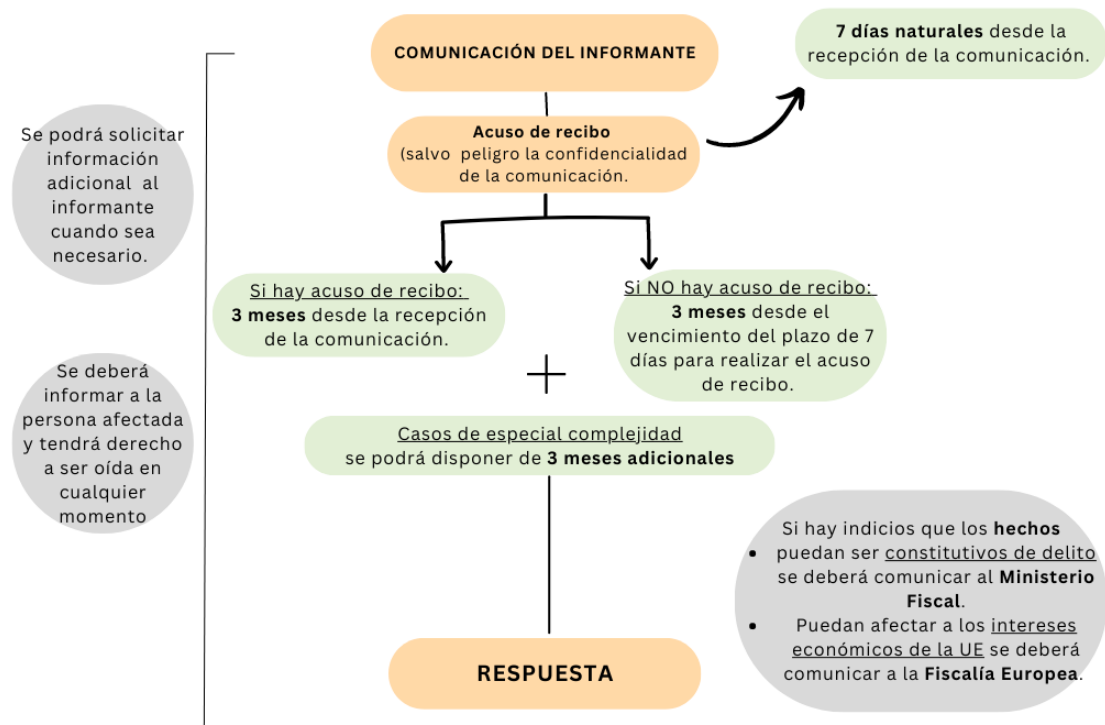 COMUNICACIÓN DEL INFORMANTE
7 días naturales desde la
recepción de la comunicación.
Acuso de recibo
(salvo peligro la confidencialidad
de la comunicación.
Se podrá solicitar
información
adicional al
informante
cuando sea
necesario.
Si hay acuso de recibo:
3 meses desde la recepción
de la comunicación.
Si NO hay acuso de recibo:
3 meses desde el
vencimiento del plazo de 7
días para realizar el acuso
de recibo.
Se deberá
informar a la
persona afectada
y tendrá derecho
a ser oída en
cualquier
momento
Casos de especial complejidad
se podrá disponer de 3 meses adicionales
Si hay indicios que los hechos
• puedan ser constitutivos de delito
se deberá comunicar al Ministerio
Fiscal.
• Puedan afectar a los intereses
económicos de la UE se deberá
comunicar a la Fiscalía Europea.
RESPUESTA